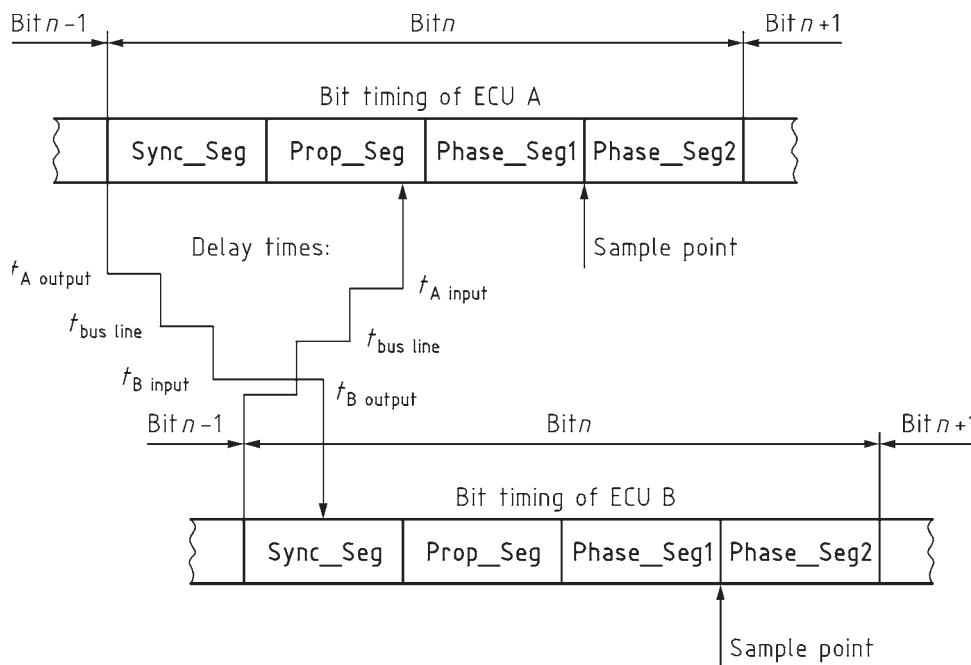 Bit n-1
Bit n
Bit n+1
Bit timing of ECU A
Sync_Seg
Prop_Seg
Phase_Seg1
Phase_Seg2
Delay times:
Sample point
t A output
t A input
t bus line
t bus line
t B input
t B output
Bit n-1
Bit n
Bit n+1
Bit timing of ECU B
Sync_Seg
Prop_Seg
Phase_Seg1
Phase_Seg2
Sample point